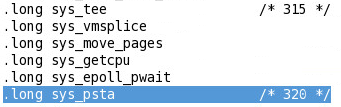 .long sys_tee /* 315 */
.long sys_vmsplice
.long sys_move_pages
.long sys_getcpu
.long sys_epoll_pwait
.long sys_psta /* 320 */